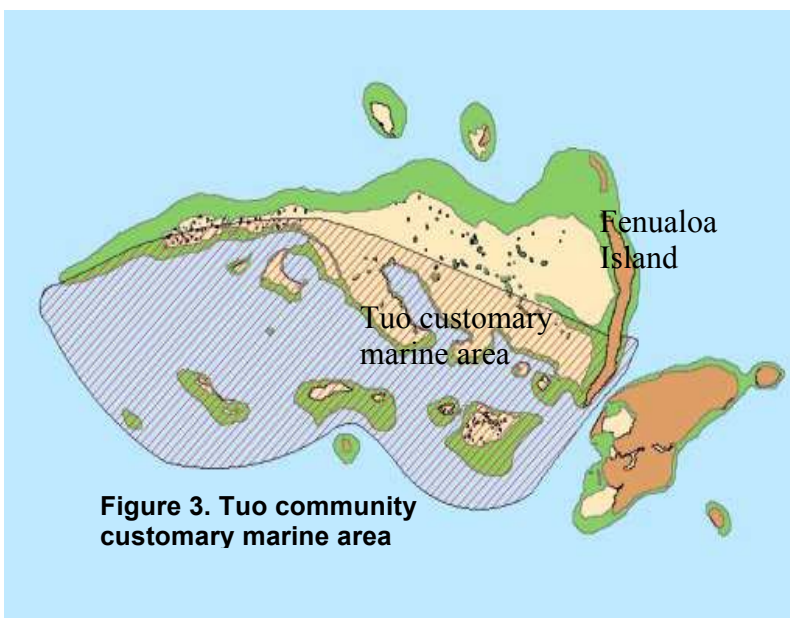 Fenualoa
Island
Tuo customary
marine area
Figure 3. Tuo community
customary marine area